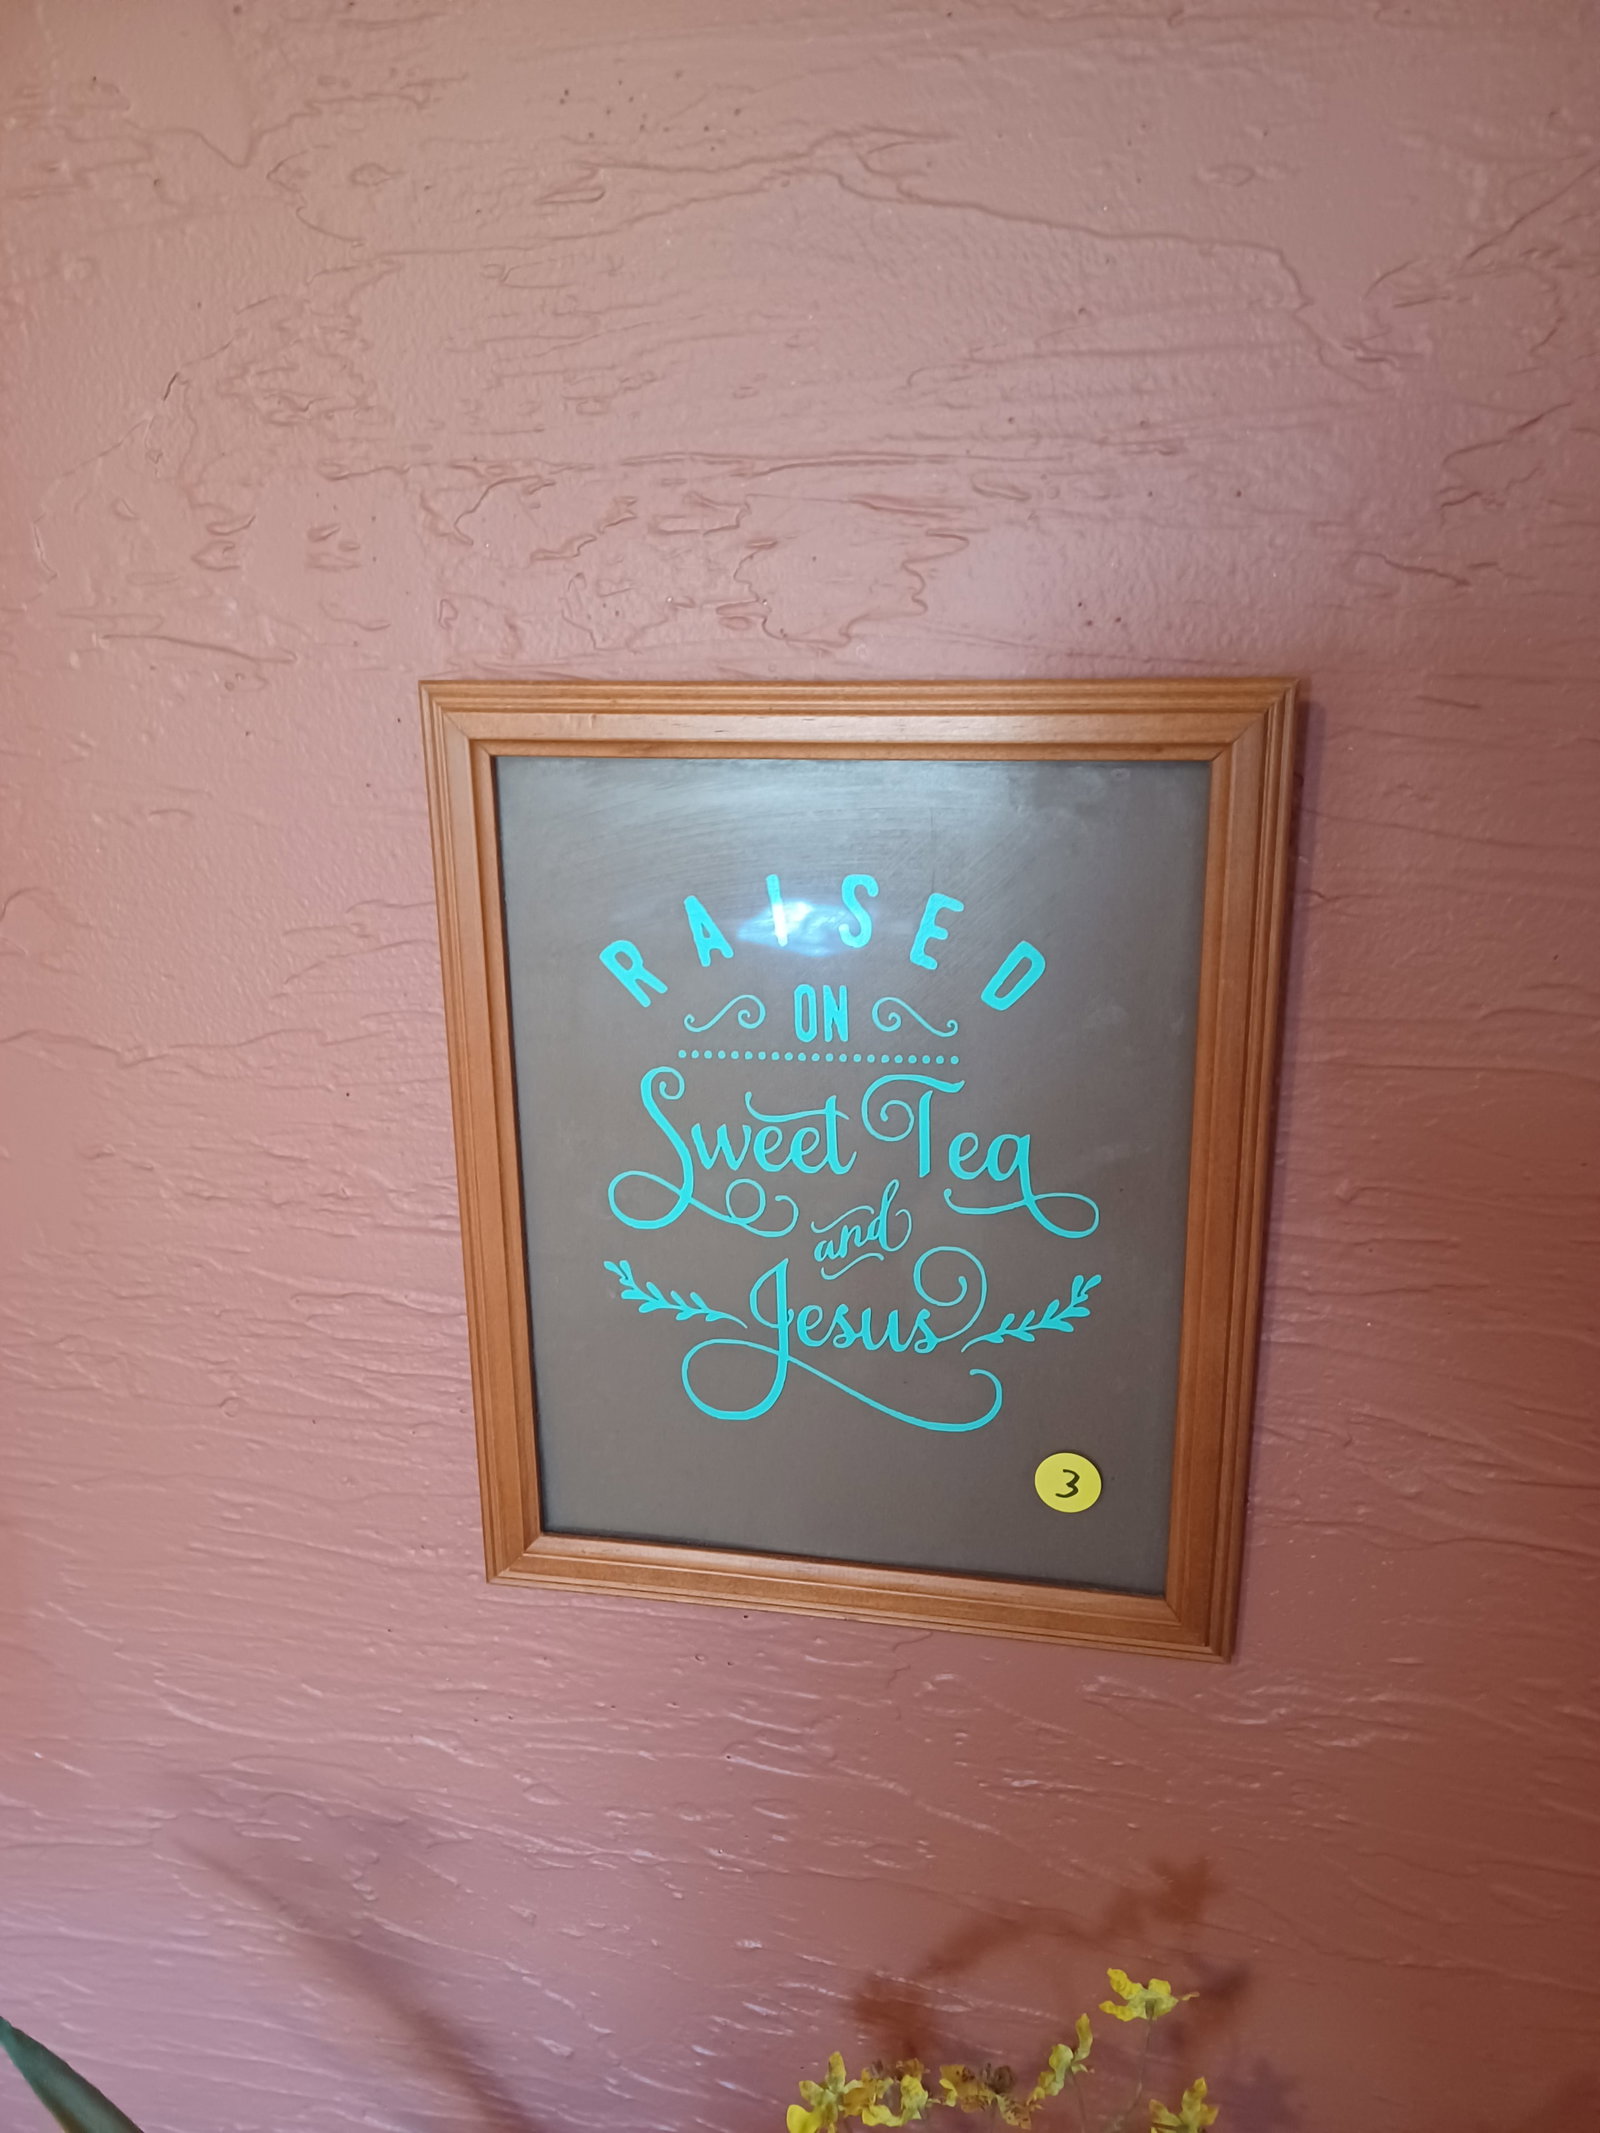 RAISED
ON
Sweet Tea
and
Jesus
3